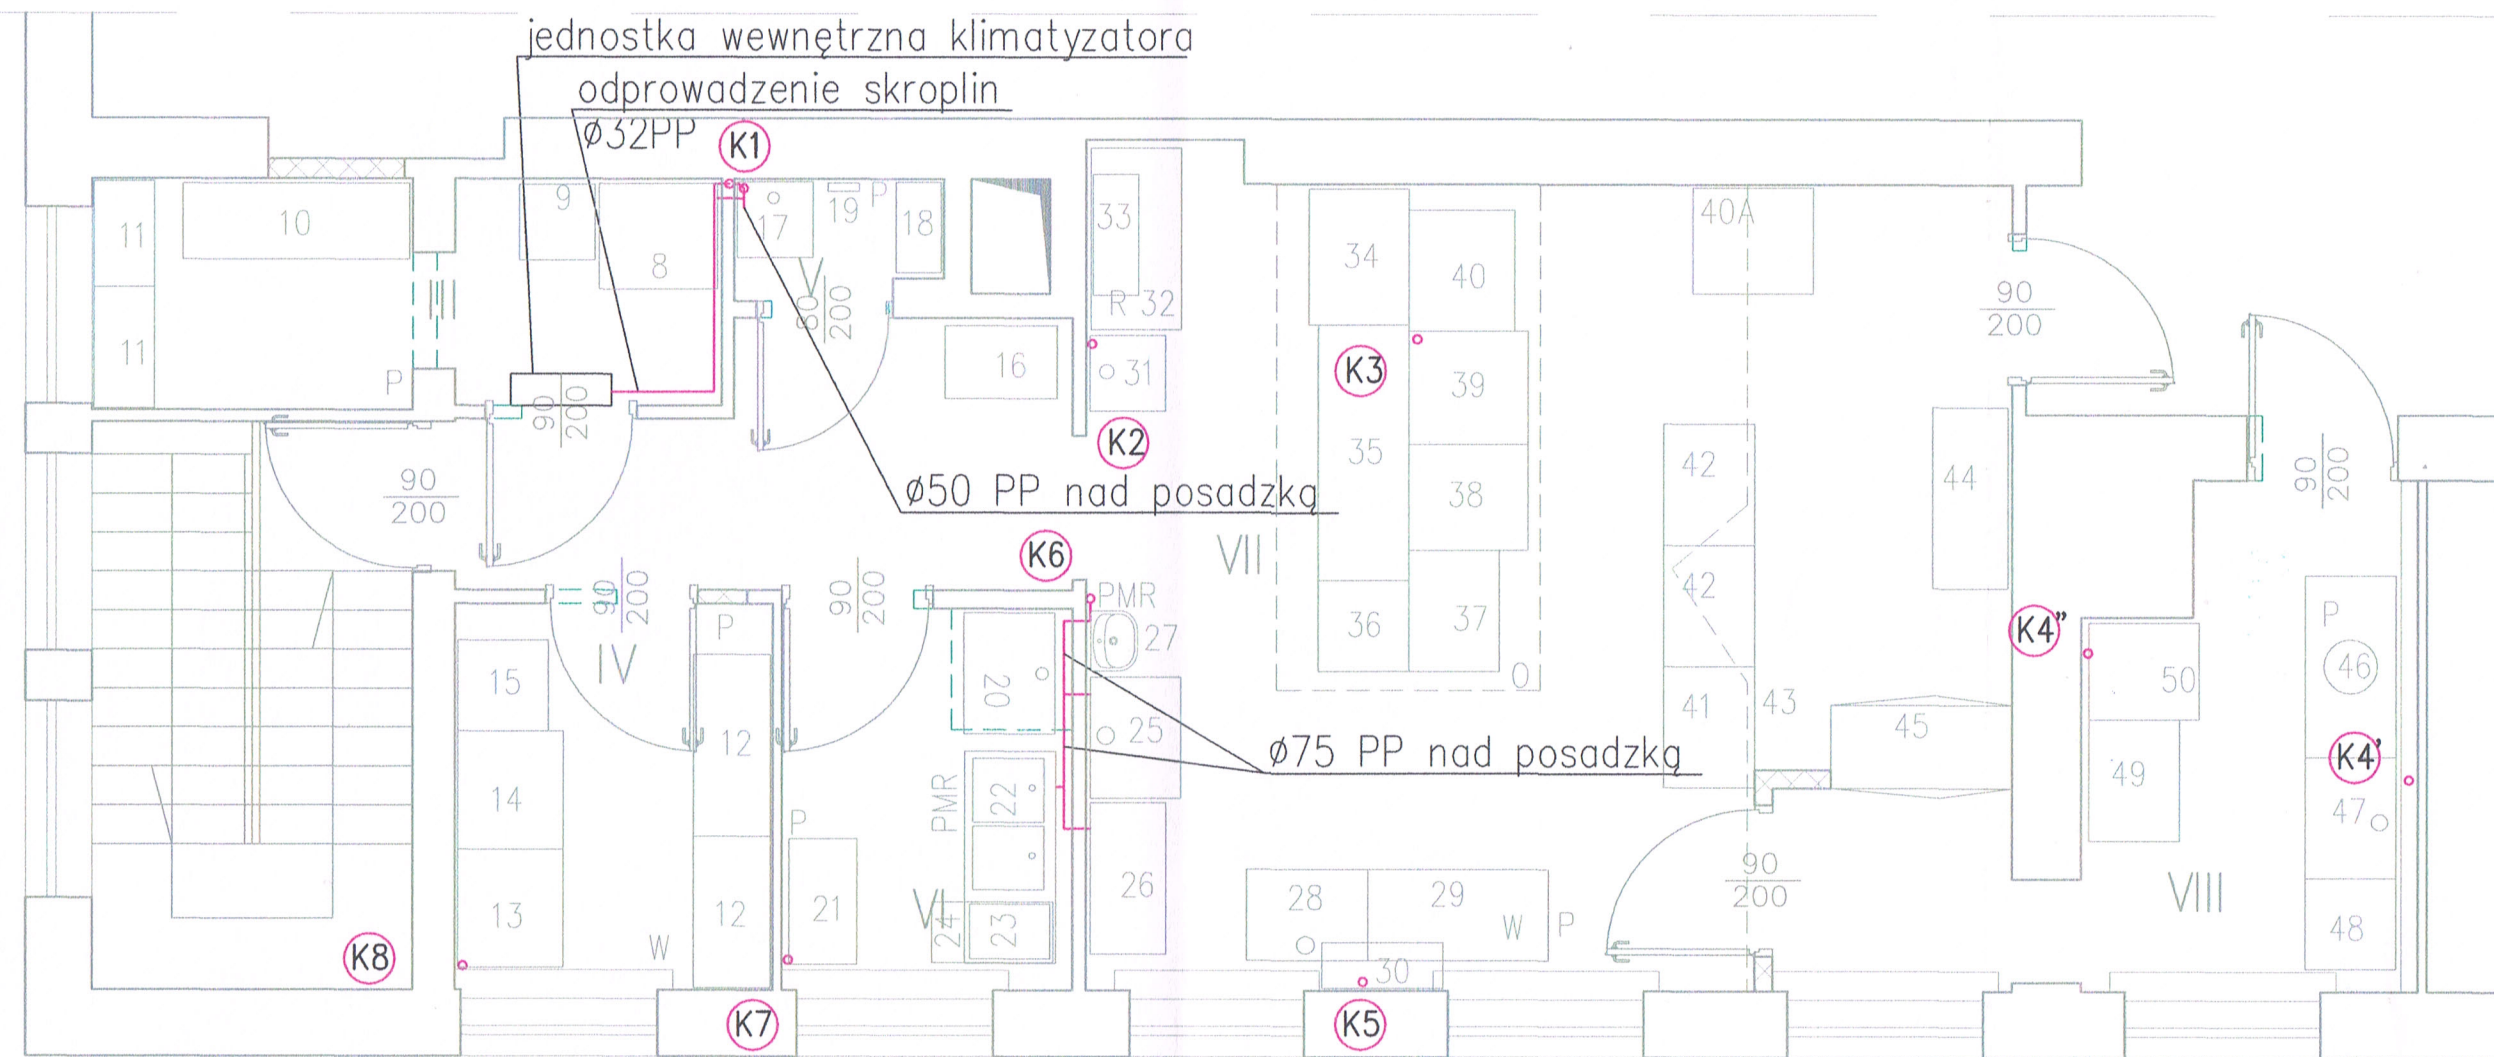 jednostka wewnętrzna klimatyzatora
odprowadzenie skroplin
ø32PP
K1
11
10
9
8
17
19
P
18
33
34
40
40A
V
III
80
200
R 32
90
200
11
P
16
31
K3
39
90
200
K2
35
42
44
90
200
90
200
ø50 PP nad posadzką
38
K6
VII
90
200
90
200
PMR
42
P
K4"
IV
P
27
36
37
15
20
O
50
46
12
25
41
43
45
ø75 PP nad posadzką
K4'
14
PMR
22
49
47
P
26
90
200
13
12
21
VI
24
23
28
29
W
P
VIII
48
W
K8
30
K7
K5